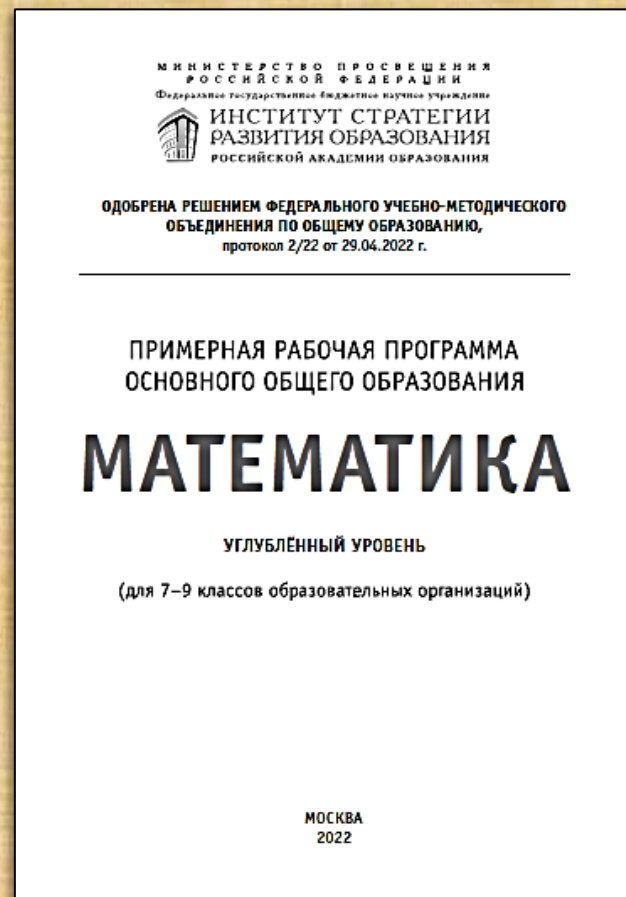 МИНИСТЕРСТВО ПРОСВЕЩЕНИЯ
РОССИЙСКОЙ ФЕДЕРАЦИИ
Федеральное государственное бюджетное научное учреждение
ИНСТИТУТ СТРАТЕГИИ
РАЗВИТИЯ ОБРАЗОВАНИЯ
РОССИЙСКОЙ АКАДЕМИИ ОБРАЗОВАНИЯ
ОДОБРЕНА РЕШЕНИЕМ ФЕДЕРАЛЬНОГО УЧЕБНО-МЕТОДИЧЕСКОГО
ОБЪЕДИНЕНИЯ ПО ОБЩЕМУ ОБРАЗОВАНИЮ,
протокол 2/22 от 29.04.2022 г.
ПРИМЕРНАЯ РАБОЧАЯ ПРОГРАММА
ОСНОВНОГО ОБЩЕГО ОБРАЗОВАНИЯ
МАТЕМАТИКА
УГЛУБЛЁННЫЙ УРОВЕНЬ
(для 7–9 классов образовательных организаций)
МОСКВА
2022